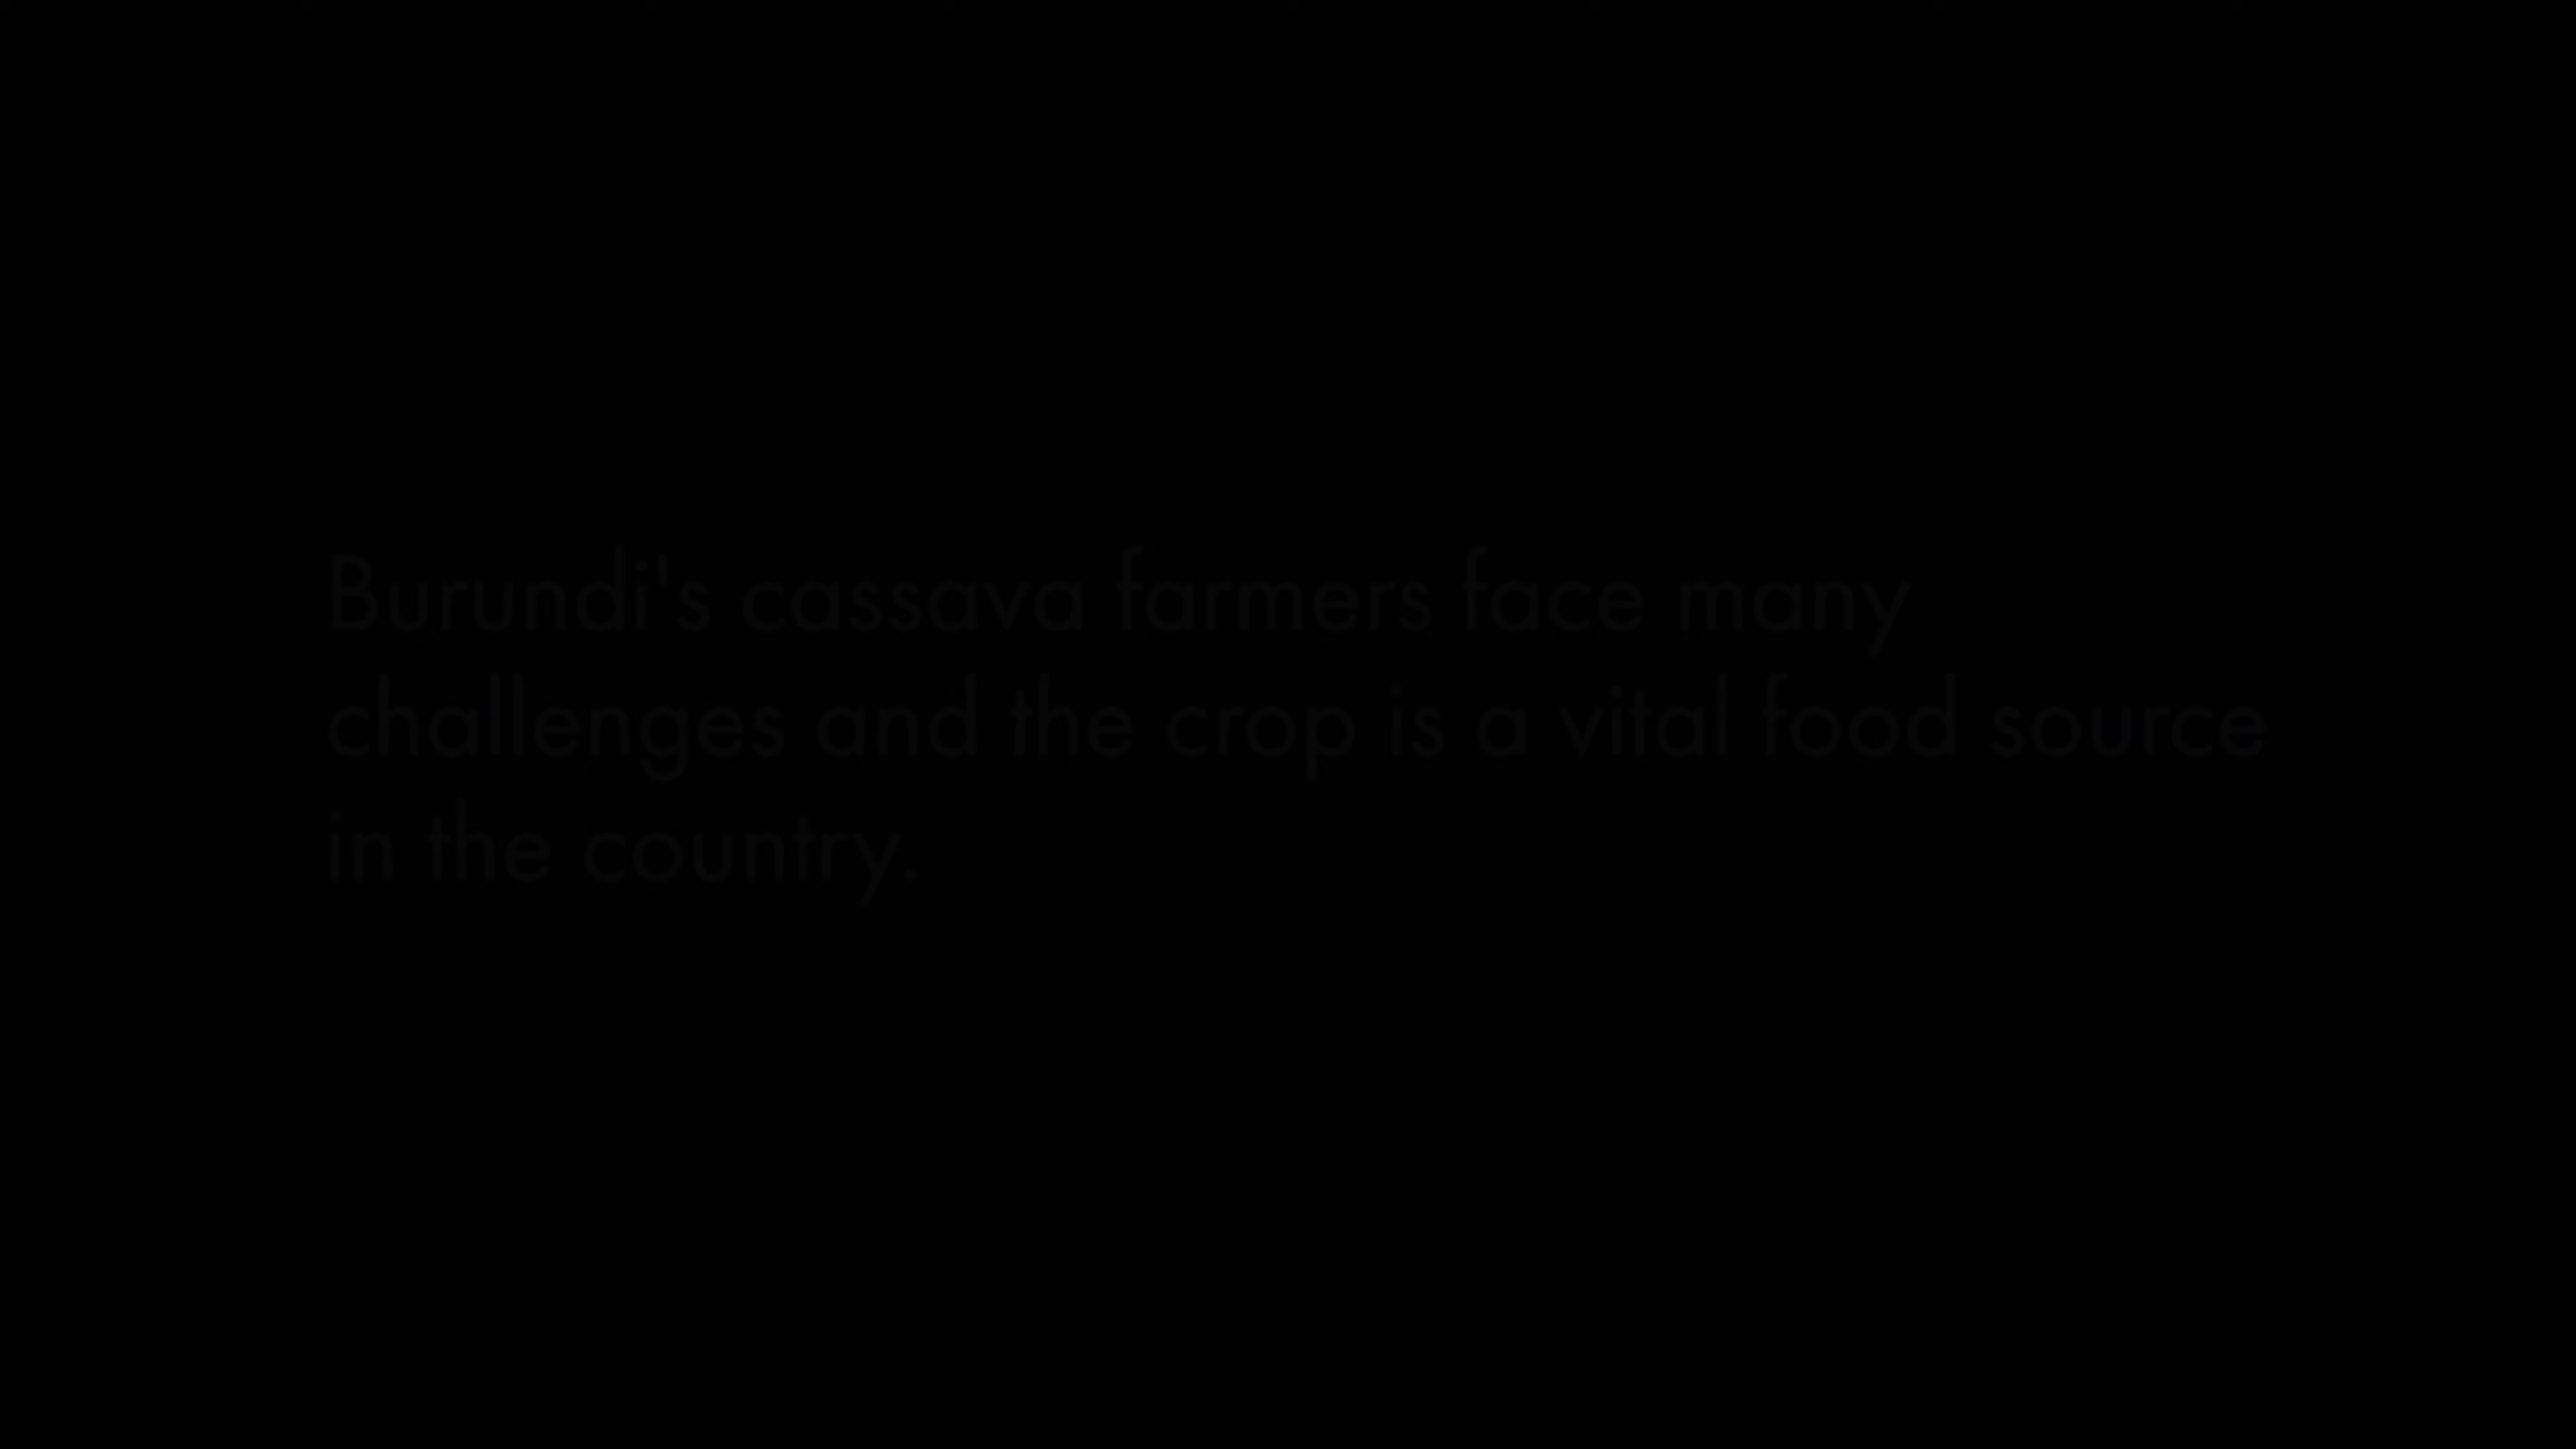 Burundi's cassava farmers face many
challenges and the crop is a vital food source
in the country.